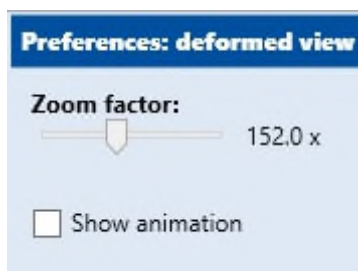 Preferences: deformed view
Zoom factor:
152.0 x
Show animation